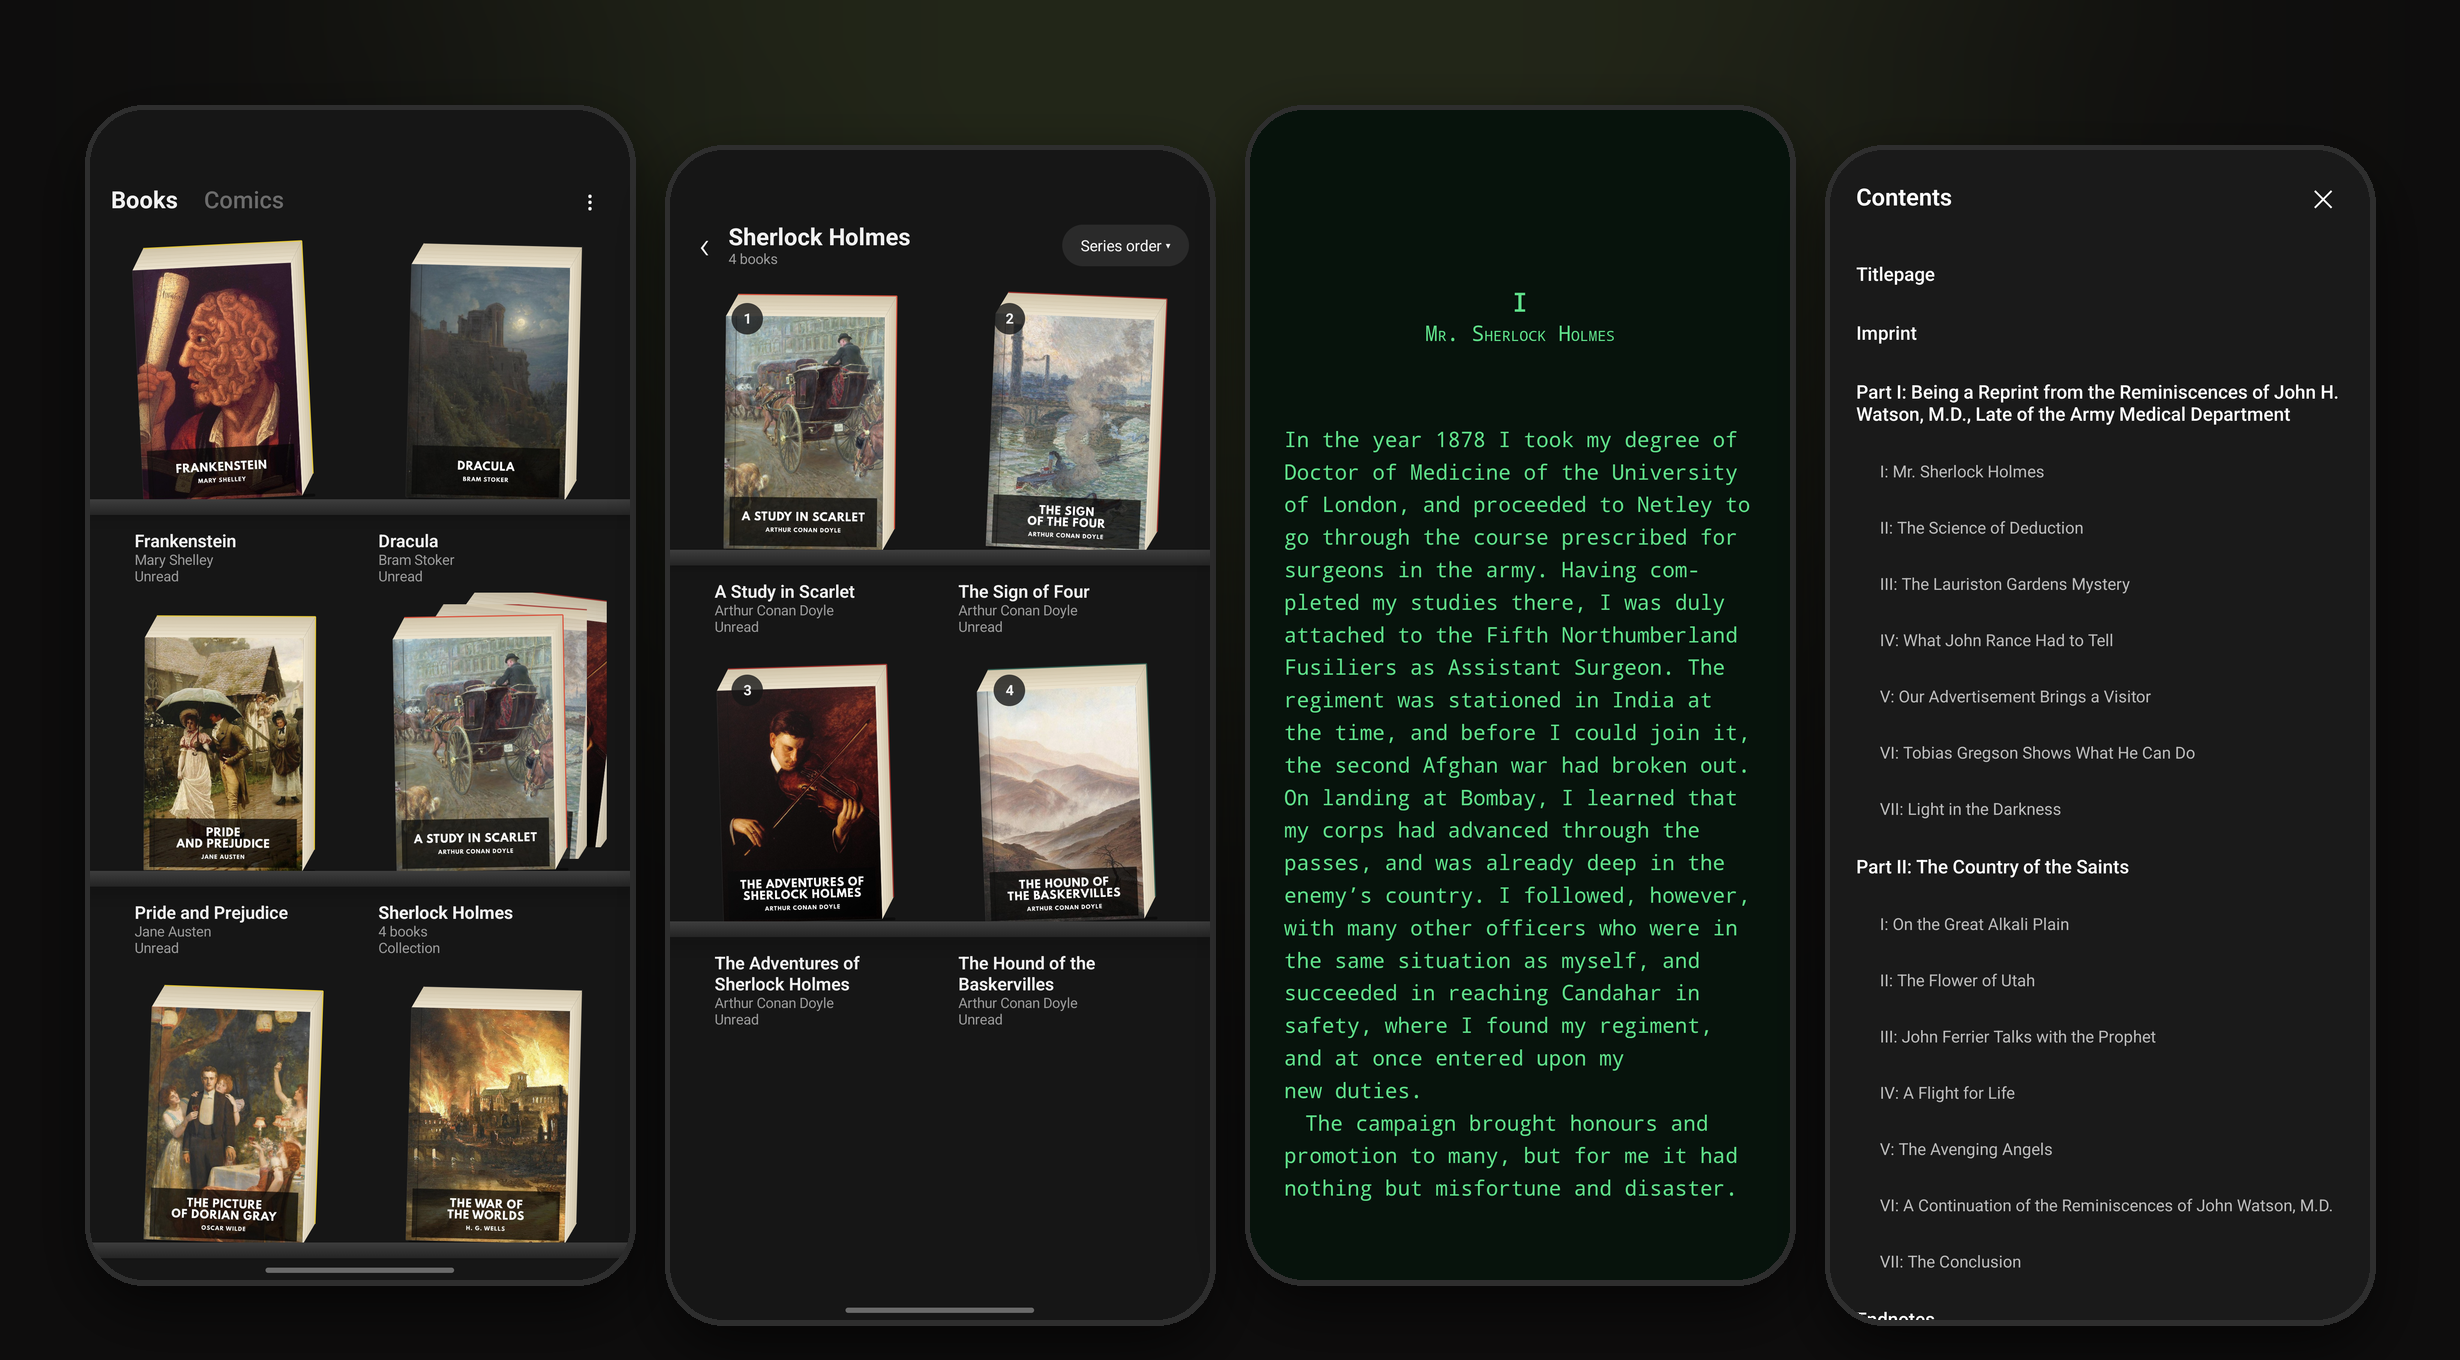 Books Comics
FRANKENSTEIN
MARY SHELLEY
DRACULA
BRAM STOKER
Frankenstein
Mary Shelley
Unread
Dracula
Bram Stoker
Unread
PRIDE
AND PREJUDICE
JANE AUSTEN
A STUDY IN SCARLET
ARTHUR CONAN DOYLE
Pride and Prejudice
Jane Austen
Unread
Sherlock Holmes
4 books
Collection
THE PICTURE
OF DORIAN GRAY
OSCAR WILDE
THE WAR OF
THE WORLDS
H. G. WELLS
Sherlock Holmes
4 books
Series order
1
A STUDY IN SCARLET
ARTHUR CONAN DOYLE
2
THE SIGN
OF THE FOUR
ARTHUR CONAN DOYLE
A Study in Scarlet
Arthur Conan Doyle
Unread
The Sign of Four
Arthur Conan Doyle
Unread
3
THE ADVENTURES OF
SHERLOCK HOLMES
ARTHUR CONAN DOYLE
4
THE HOUND OF
THE BASKERVILLES
ARTHUR CONAN DOYLE
The Adventures of
Sherlock Holmes
Arthur Conan Doyle
Unread
The Hound of the
Baskervilles
Arthur Conan Doyle
Unread
I
Mr. Sherlock Holmes
In the year 1878 I took my degree of
Doctor of Medicine of the University
of London, and proceeded to Netley to
go through the course prescribed for
surgeons in the army. Having com-
pleted my studies there, I was duly
attached to the Fifth Northumberland
Fusiliers as Assistant Surgeon. The
regiment was stationed in India at
the time, and before I could join it,
the second Afghan war had broken out.
On landing at Bombay, I learned that
my corps had advanced through the
passes, and was already deep in the
enemy’s country. I followed, however,
with many other officers who were in
the same situation as myself, and
succeeded in reaching Candahar in
safety, where I found my regiment,
and at once entered upon my
new duties.
The campaign brought honours and
promotion to many, but for me it had
nothing but misfortune and disaster.
Contents
Titlepage
Imprint
Part I: Being a Reprint from the Reminiscences of John H.
Watson, M.D., Late of the Army Medical Department
I: Mr. Sherlock Holmes
II: The Science of Deduction
III: The Lauriston Gardens Mystery
IV: What John Rance Had to Tell
V: Our Advertisement Brings a Visitor
VI: Tobias Gregson Shows What He Can Do
VII: Light in the Darkness
Part II: The Country of the Saints
I: On the Great Alkali Plain
II: The Flower of Utah
III: John Ferrier Talks with the Prophet
IV: A Flight for Life
V: The Avenging Angels
VI: A Continuation of the Reminiscences of John Watson, M.D.
VII: The Conclusion
Endnotes